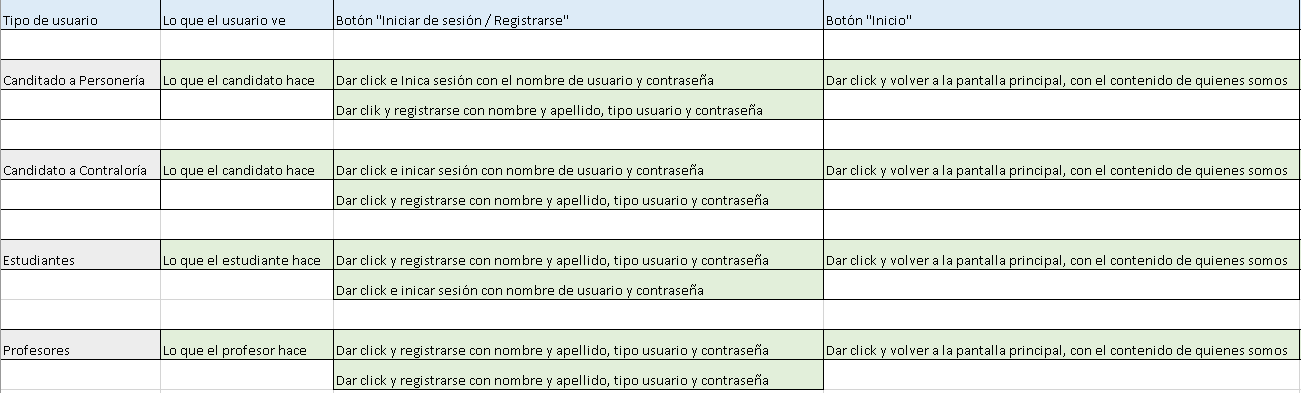 Tipo de usuario Lo que el usuario ve Botón "Iniciar de sesión / Registrarse" Botón "Inicio"
Canditado a Personería Lo que el candidato hace Dar click e Inica sesión con el nombre de usuario y contraseña Dar click y volver a la pantalla principal, con el contenido de quienes somos
Dar clik y registrarse con nombre y apellido, tipo usuario y contraseña
Candidato a Contraloría Lo que el candidato hace Dar click e inicar sesión con nombre de usuario y contraseña Dar click y volver a la pantalla principal, con el contenido de quienes somos
Dar click y registrarse con nombre y apellido, tipo usuario y contraseña
Estudiantes Lo que el estudiante hace Dar click y registrarse con nombre y apellido, tipo usuario y contraseña Dar click y volver a la pantalla principal, con el contenido de quienes somos
Dar click e inicar sesión con nombre de usuario y contraseña
Profesores Lo que el profesor hace Dar click y registrarse con nombre y apellido, tipo usuario y contraseña Dar click y volver a la pantalla principal, con el contenido de quienes somos
Dar click y registrarse con nombre y apellido, tipo usuario y contraseña